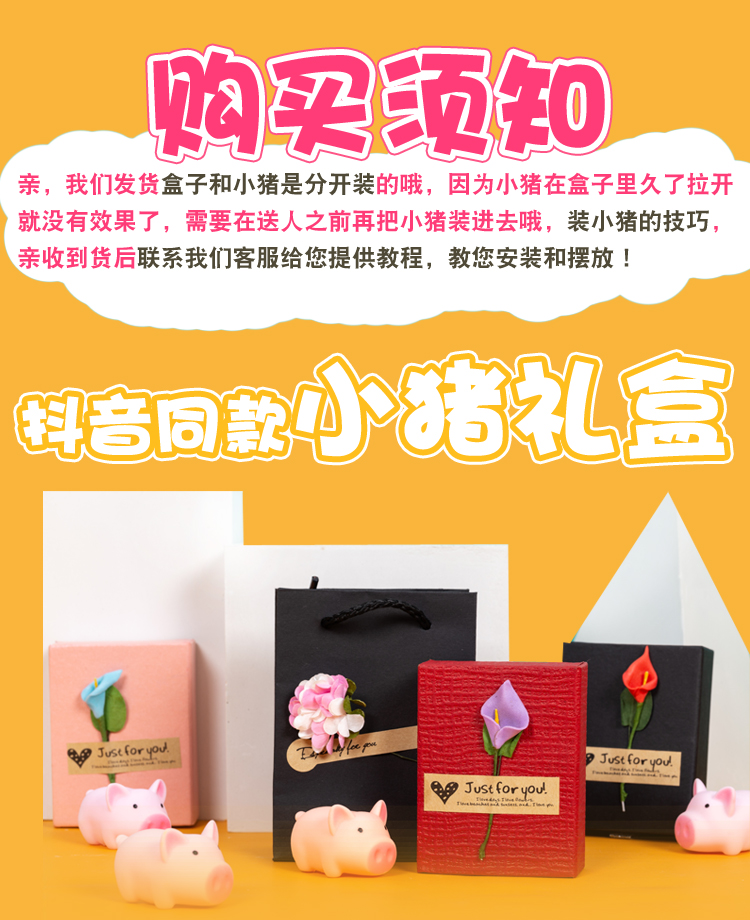 购买须知
亲，我们发货盒子和小猪是分开装的哦，因为小猪在盒子里久了拉开
就没有效果了，需要在送人之前再把小猪装进去哦，装小猪的技巧，
亲收到货后联系我们客服给您提供教程，教您安装和摆放！
抖音同款小猪礼盒
Just for you!
Just for you!
Just for you!